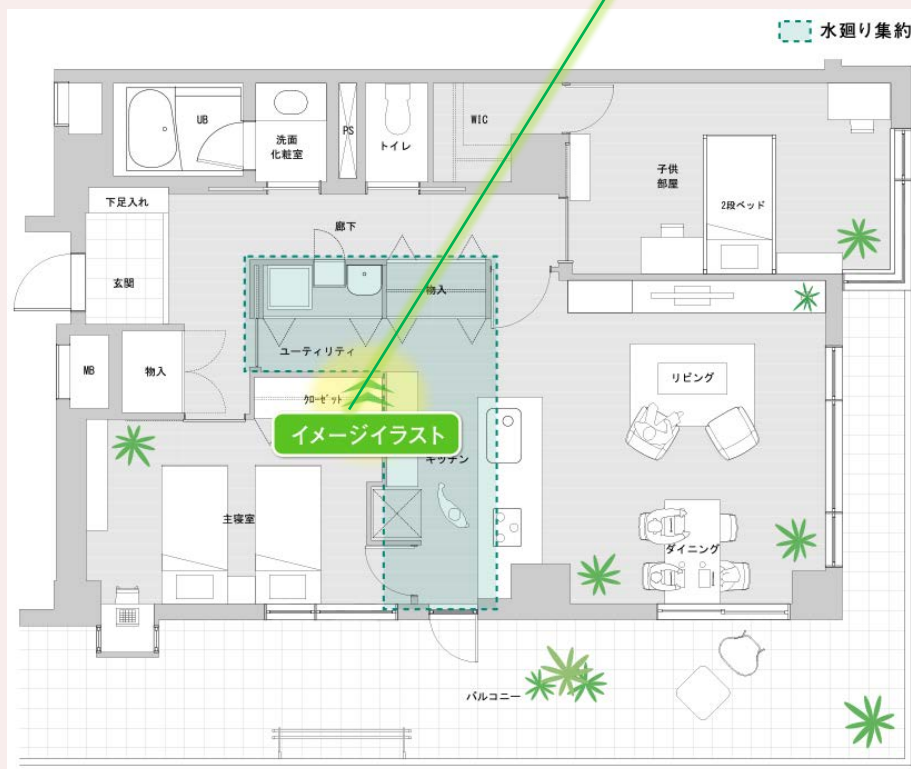 水廻り集約
UB
洗面
化粧室
PS
トイレ
WIC
子供
部屋
2段ベッド
下足入れ
廊下
玄関
物入
ユーティリティ
MB
物入
リビング
クローゼット
イメージイラスト
キッチン
主寝室
ダイニング
バルコニー